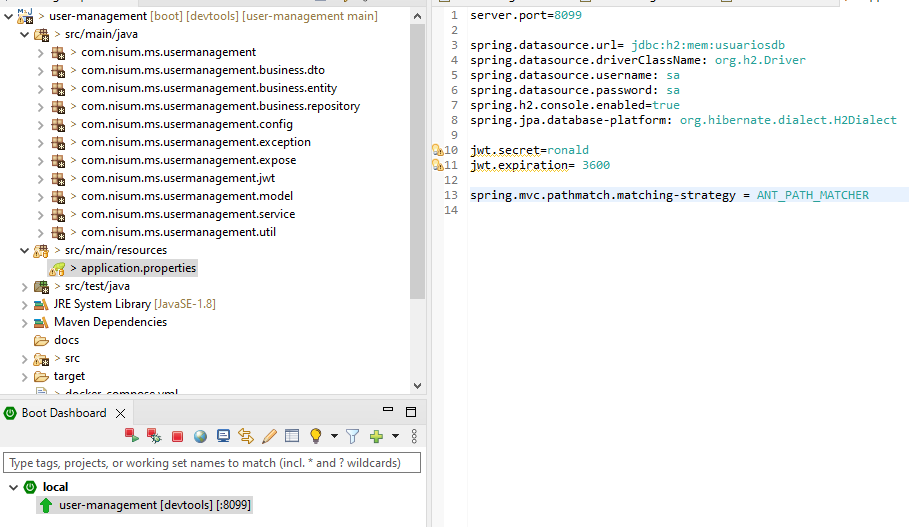 user-management [boot] [devtools] [user-management main]
src/main/java
> com.nisum.ms.usermanagement
> com.nisum.ms.usermanagement.business.dto
> com.nisum.ms.usermanagement.business.entity
> com.nisum.ms.usermanagement.business.repository
> com.nisum.ms.usermanagement.config
> com.nisum.ms.usermanagement.exception
> com.nisum.ms.usermanagement.expose
> com.nisum.ms.usermanagement.jwt
> com.nisum.ms.usermanagement.model
> com.nisum.ms.usermanagement.service
> com.nisum.ms.usermanagement.util
> src/main/resources
> application.properties
> src/test/java
JRE System Library [JavaSE-1.8]
Maven Dependencies
docs
> src
target
> docker-compose.yml
Boot Dashboard
Type tags, projects, or working set names to match (incl. * and ? wildcards)
local
user-management [devtools] [:8099]
1 server.port=8099
2
3 spring.datasource.url= jdbc:h2:mem:usuariosdb
4 spring.datasource.driverClassName: org.h2.Driver
5 spring.datasource.username: sa
6 spring.datasource.password: sa
7 spring.h2.console.enabled=true
8 spring.jpa.database-platform: org.hibernate.dialect.H2Dialect
9
10 jwt.secret=ronald
11 jwt.expiration= 3600
12
13 spring.mvc.pathmatch.matching-strategy = ANT_PATH_MATCHER
14